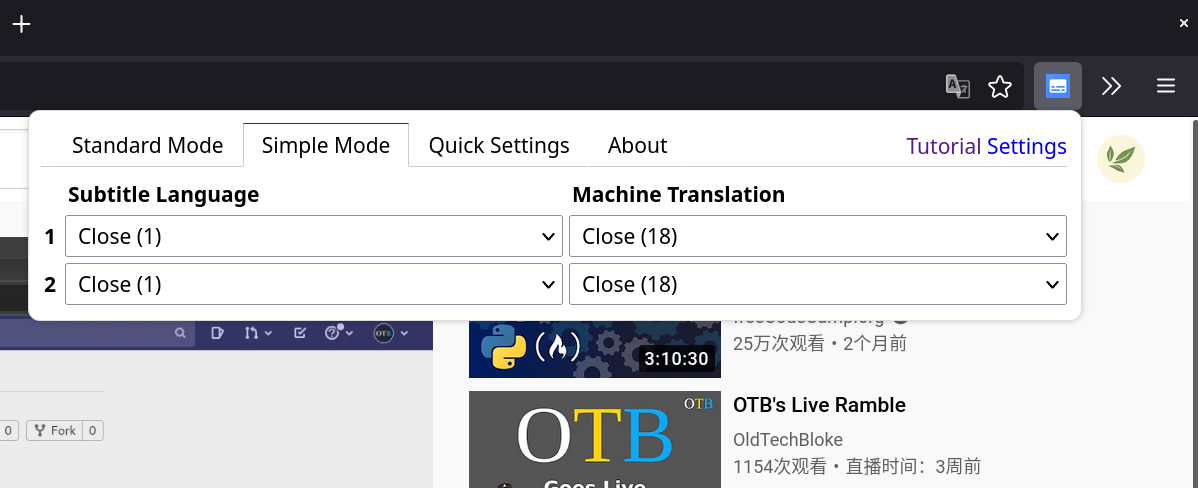 Standard Mode
Simple Mode
Quick Settings
About
Tutorial Settings
Subtitle Language
Machine Translation
1
Close (1)
Close (18)
2
Close (1)
Close (18)
OTB
3:10:30
25万次观看・2个月前
0
Fork
0
OTB
OTB
Goes Live
OTB's Live Ramble
OldTechBloke
1154次观看・直播时间：3周前